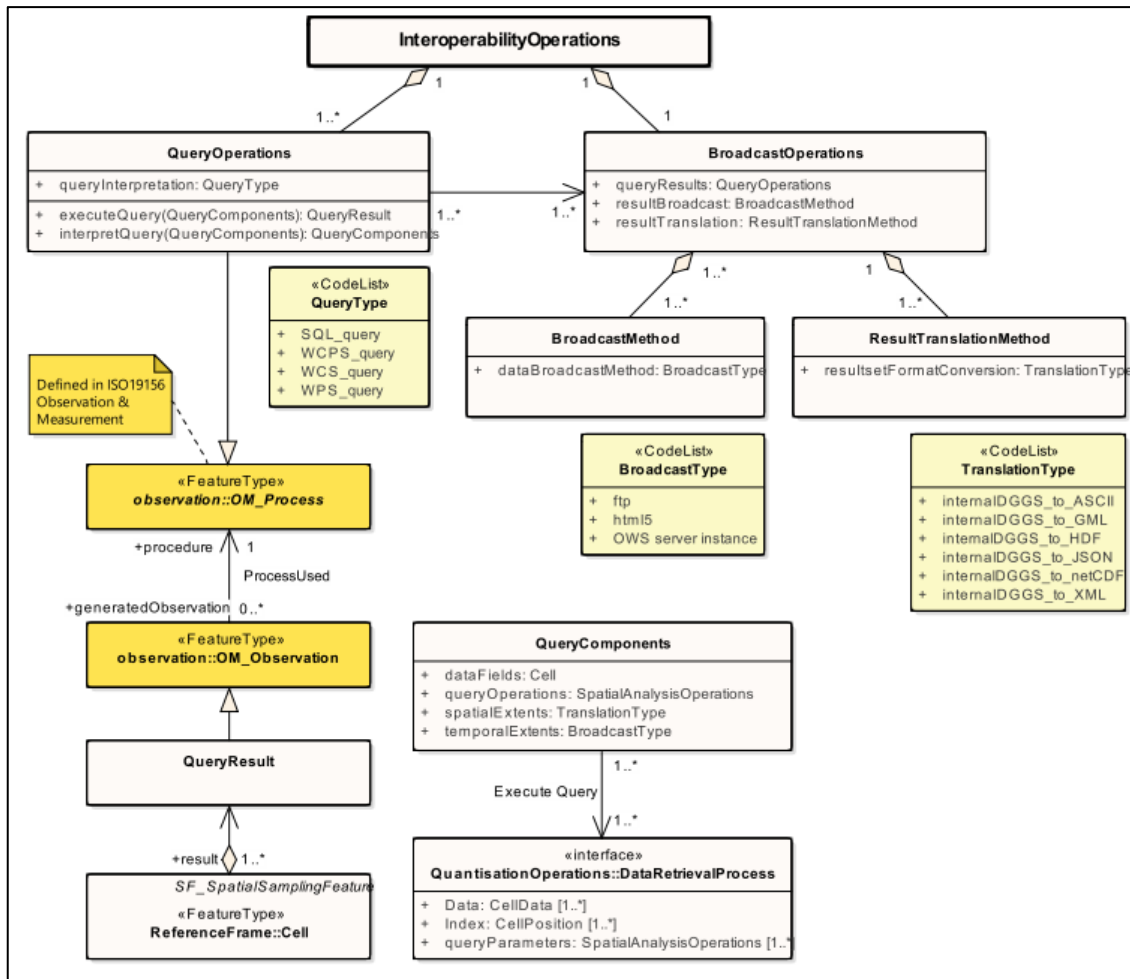 InteroperabilityOperations
1
1
1..*
1
QueryOperations
+ queryInterpretation: QueryType
+ executeQuery(QueryComponents): QueryResult
+ interpretQuery(QueryComponents): QueryComponents
BroadcastOperations
+ queryResults: QueryOperations
+ resultBroadcast: BroadcastMethod
+ resultTranslation: ResultTranslationMethod
1..*
1..*
«CodeList»
QueryType
+ SQL_query
+ WCPS_query
+ WCS_query
+ WPS_query
1..*
1
1..*
1..*
BroadcastMethod
+ dataBroadcastMethod: BroadcastType
ResultTranslationMethod
+ resultsetFormatConversion: TranslationType
Defined in ISO19156
Observation &
Measurement
«CodeList»
BroadcastType
+ ftp
+ html5
+ OWS server instance
«CodeList»
TranslationType
+ internalDGGS_to_ASCII
+ internalDGGS_to_GML
+ internalDGGS_to_HDF
+ internalDGGS_to_JSON
+ internalDGGS_to_netCDF
+ internalDGGS_to_XML
«FeatureType»
observation::OM_Process
+procedure
1
ProcessUsed
+generatedObservation
0..*
«FeatureType»
observation::OM_Observation
QueryComponents
+ dataFields: Cell
+ queryOperations: SpatialAnalysisOperations
+ spatialExtents: TranslationType
+ temporalExtents: BroadcastType
QueryResult
1..*
Execute Query
1..*
+result
1..*
SF_SpatialSamplingFeature
«FeatureType»
ReferenceFrame::Cell
«interface»
QuantisationOperations::DataRetrievalProcess
+ Data: CellData [1..*]
+ Index: CellPosition [1..*]
+ queryParameters: SpatialAnalysisOperations [1..*]